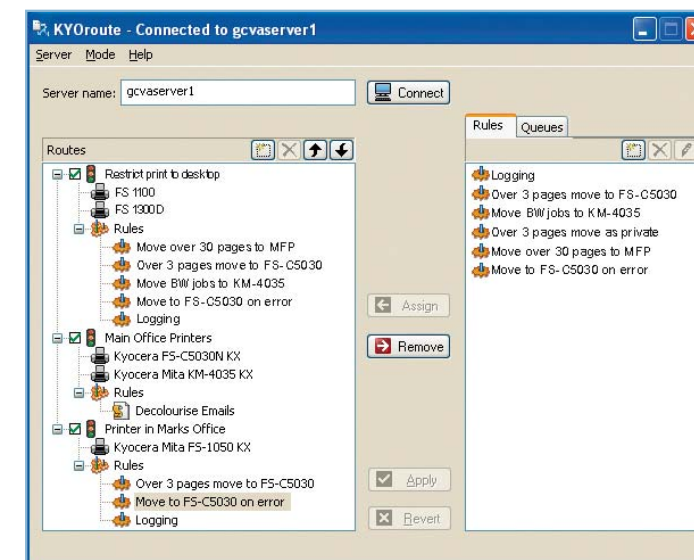 KYOroute - Connected to gcvaserver1
Server Mode Help
Server name: gcvaserver1 Connect
Rules Queues
Routes
Restrict print to desktop
FS 1100
FS 1300D
Rules
Move over 30 pages to MFP
Over 3 pages move to FS-C5030
Move BW jobs to KM-4035
Move to FS-C5030 on error
Logging
Main Office Printers
Kyocera FS-C5030N KX
Kyocera Mita KM-4035 KX
Rules
Decolourise Emails
Printer in Marks Office
Kyocera Mita FS-1050 KX
Rules
Over 3 pages move to FS-C5030
Move to FS-C5030 on error
Logging
Assign
Remove
Apply
Revert
Logging
Over 3 pages move to FS-C5030
Move BW jobs to KM-4035
Over 3 pages move as private
Move over 30 pages to MFP
Move to FS-C5030 on error